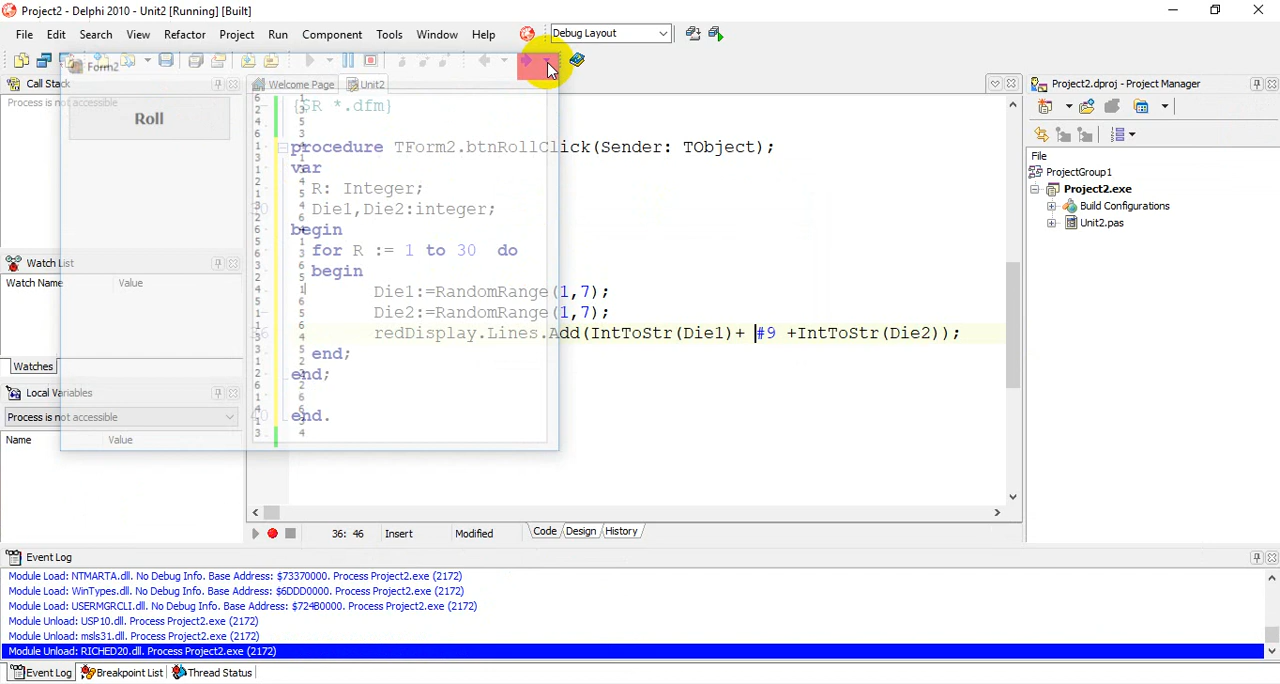 Project2 - Delphi 2010 - Unit2 [Running] [Built]
File Edit Search View Refactor Project Run Component Tools Window Help
Debug Layout
Form2
Call Stack
Process is not accessible
Roll
Welcome Page Unit2
{$R *.dfm}
procedure TForm2.btnRollClick(Sender: TObject);
var
R: Integer;
Die1,Die2:integer;
begin
for R := 1 to 30 do
begin
Die1:=RandomRange(1,7);
Die2:=RandomRange(1,7);
redDisplay.Lines.Add(IntToStr(Die1)+ #9 +IntToStr(Die2));
end;
end;
end.
Watch List
Watch Name Value
Watches
Local Variables
Process is not accessible
Name Value
36: 46 Insert Modified Code Design History
Project2.dproj - Project Manager
File
ProjectGroup1
Project2.exe
Build Configurations
Unit2.pas
Event Log
Module Load: NTMARTA.dll. No Debug Info. Base Address: $73370000. Process Project2.exe (2172)
Module Load: WinTypes.dll. No Debug Info. Base Address: $6DDD0000. Process Project2.exe (2172)
Module Load: USERMGRCLI.dll. No Debug Info. Base Address: $724B0000. Process Project2.exe (2172)
Module Unload: USP10.dll. Process Project2.exe (2172)
Module Unload: msls31.dll. Process Project2.exe (2172)
Module Unload: RICHED20.dll. Process Project2.exe (2172)
Event Log Breakpoint List Thread Status